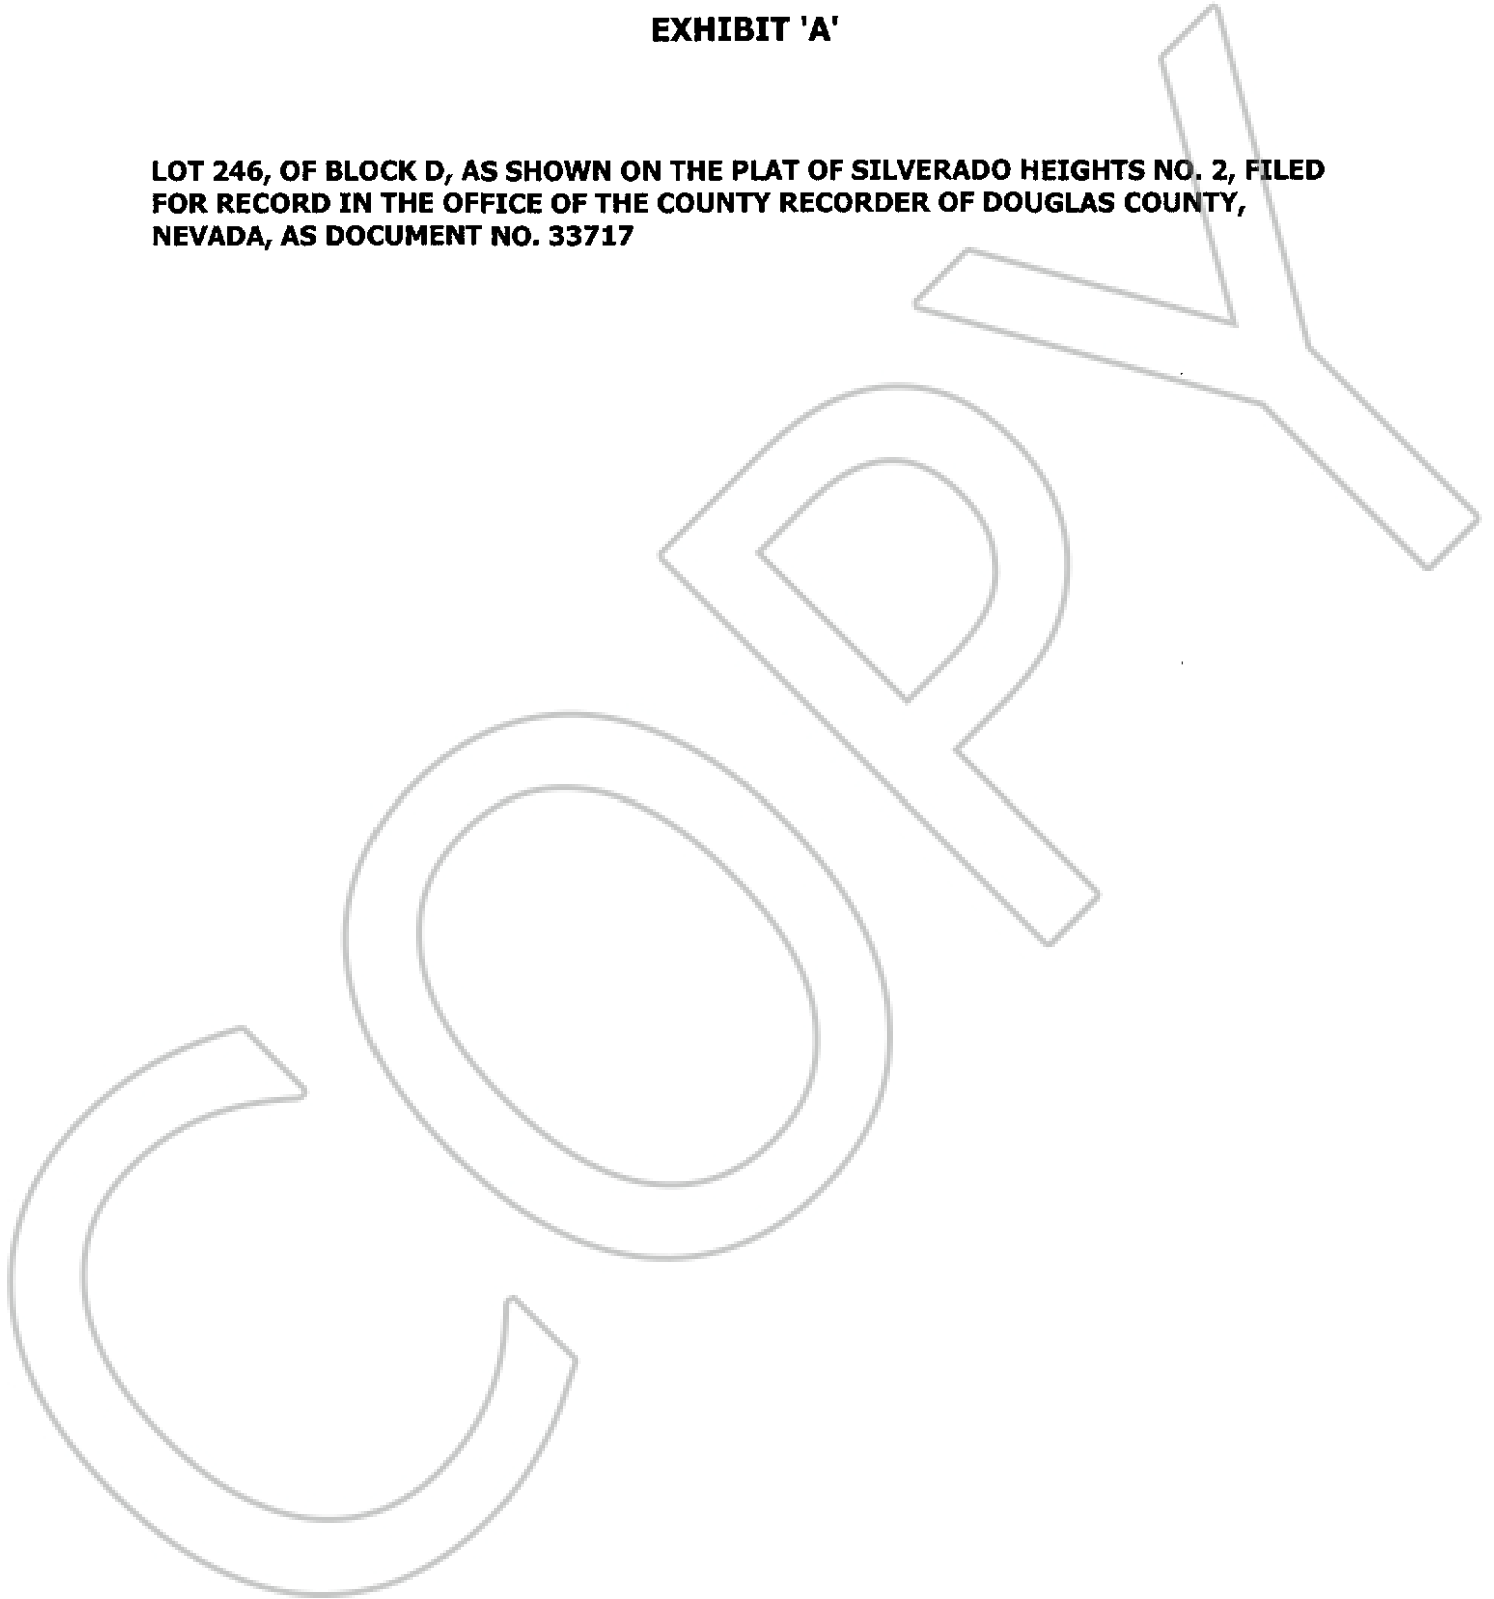 EXHIBIT 'A'
LOT 246, OF BLOCK D, AS SHOWN ON THE PLAT OF SILVERADO HEIGHTS NO. 2, FILED
FOR RECORD IN THE OFFICE OF THE COUNTY RECORDER OF DOUGLAS COUNTY,
NEVADA, AS DOCUMENT NO. 33717
COPY